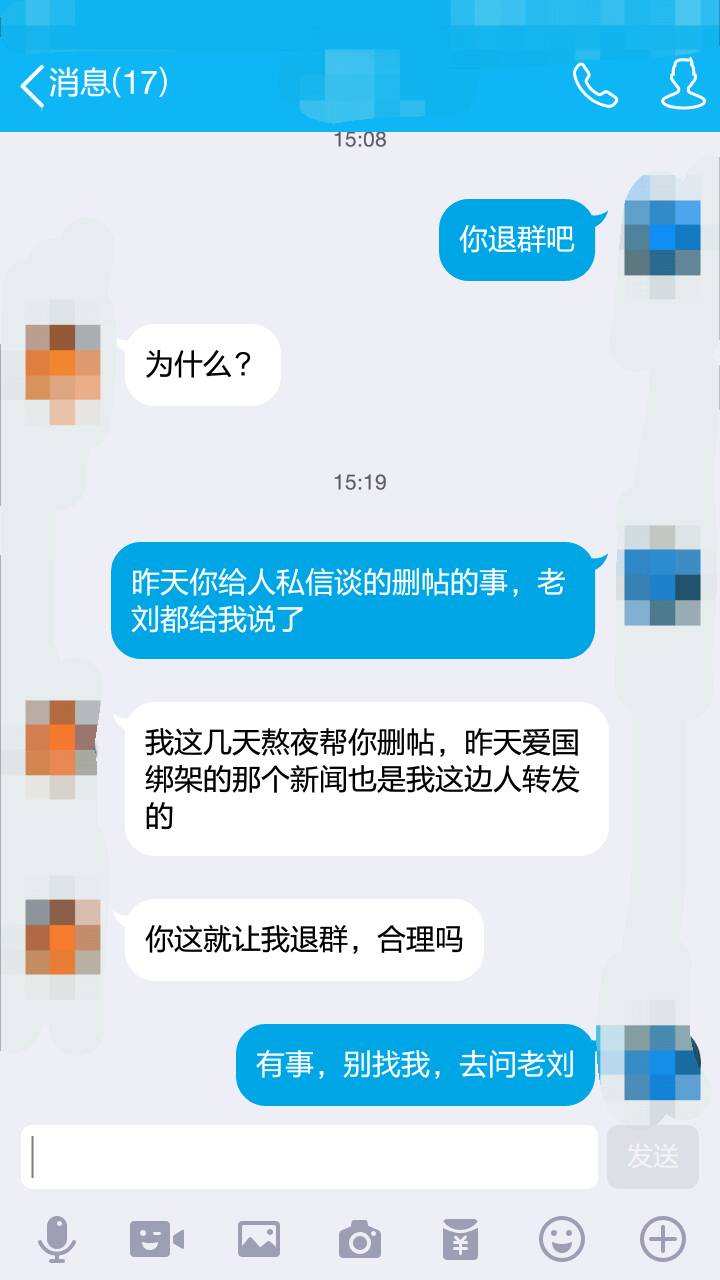 消息(17)
15:08
你退群吧
为什么？
15:19
昨天你给人私信谈的删帖的事，老
刘都给我说了
我这几天熬夜帮你删帖，昨天爱国
绑架的那个新闻也是我这边人转发
的
你这就让我退群，合理吗
有事，别找我，去问老刘
发送